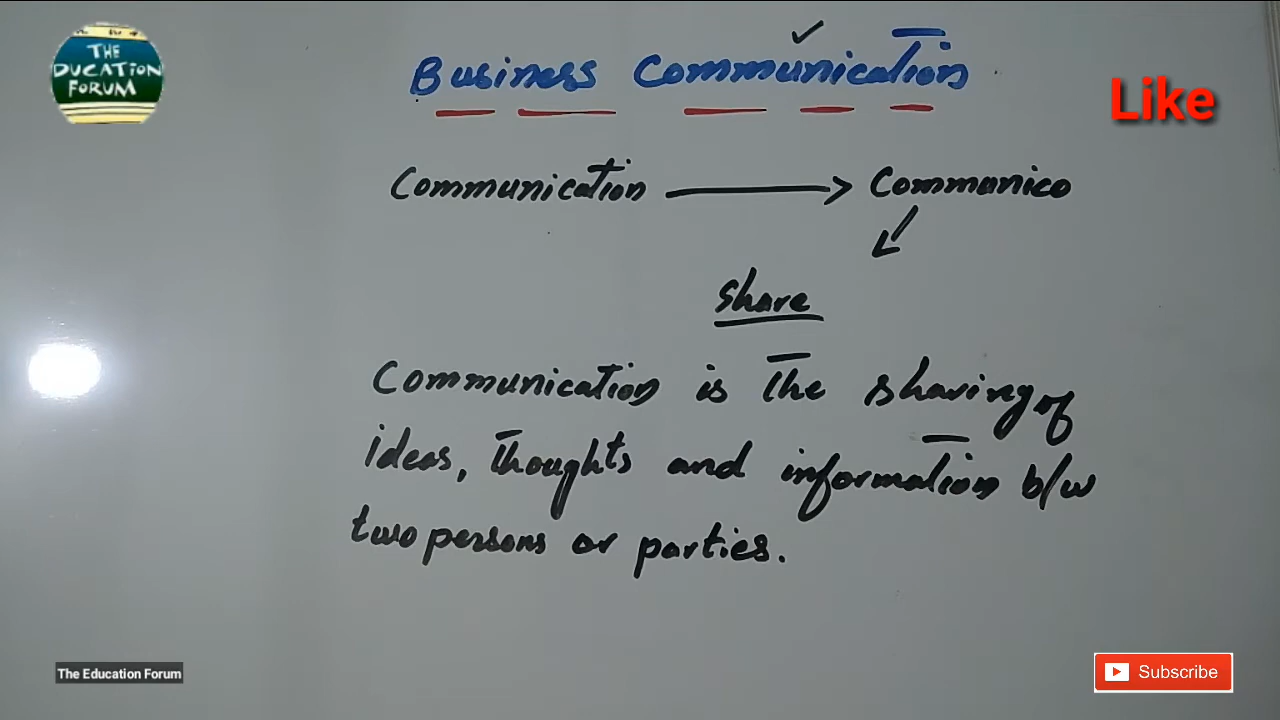 THE
DUCATION
FORUM
Business Communication
Like
Communication → Communico
Share
Communication is the sharing of
ideas, thoughts and information b/w
two persons or parties.
The Education Forum
Subscribe